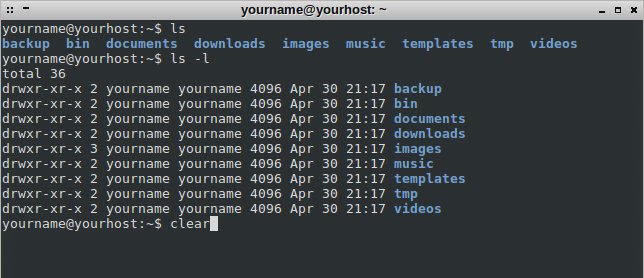 yourname@yourhost: ~
yourname@yourhost:~$ ls
backup  bin  documents  downloads  images  music  templates  tmp  videos
yourname@yourhost:~$ ls -l
total 36
drwxr-xr-x 2 yourname yourname 4096 Apr 30 21:17 backup
drwxr-xr-x 2 yourname yourname 4096 Apr 30 21:17 bin
drwxr-xr-x 2 yourname yourname 4096 Apr 30 21:17 documents
drwxr-xr-x 2 yourname yourname 4096 Apr 30 21:17 downloads
drwxr-xr-x 3 yourname yourname 4096 Apr 30 21:17 images
drwxr-xr-x 2 yourname yourname 4096 Apr 30 21:17 music
drwxr-xr-x 2 yourname yourname 4096 Apr 30 21:17 templates
drwxr-xr-x 2 yourname yourname 4096 Apr 30 21:17 tmp
drwxr-xr-x 2 yourname yourname 4096 Apr 30 21:17 videos
yourname@yourhost:~$ clear